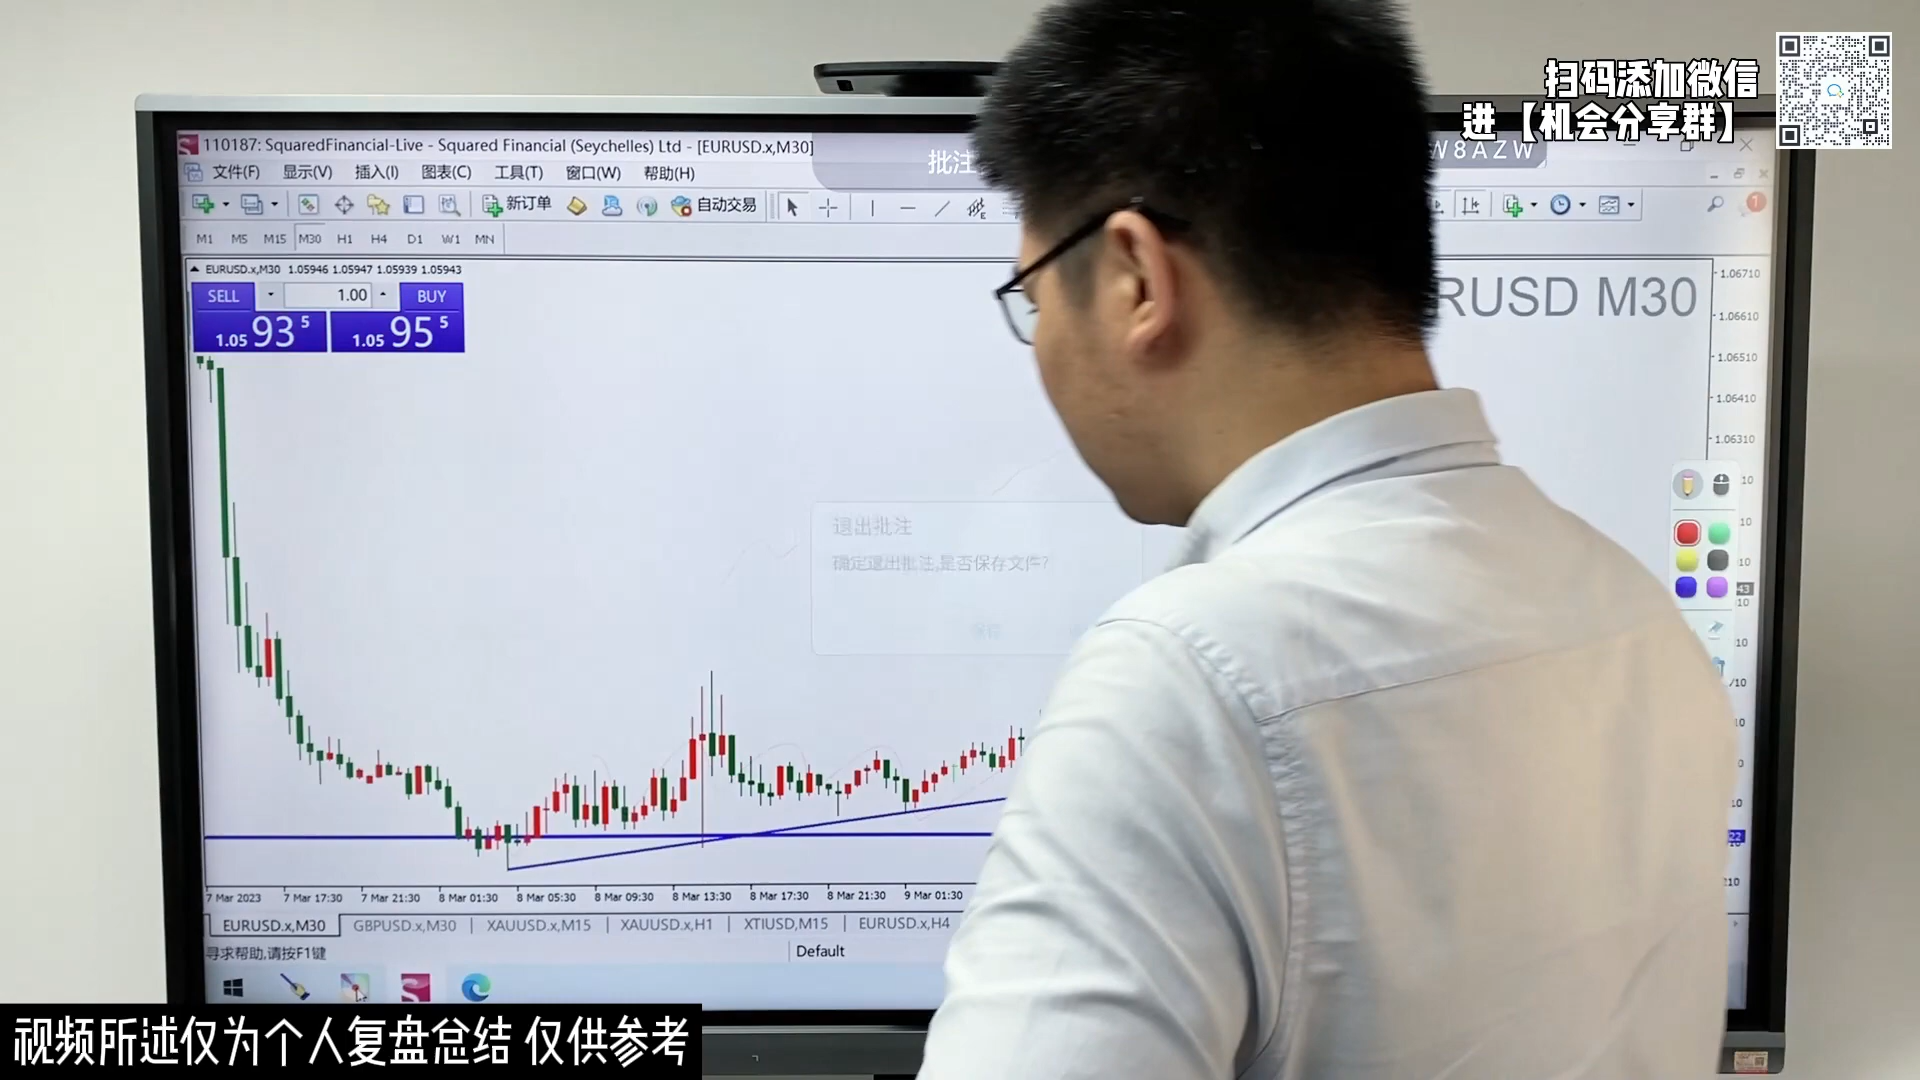 扫码添加微信
进【机会分享群】
110187: SquaredFinancial-Live - Squared Financial (Seychelles) Ltd - [EURUSD.x,M30]
批注
W8AZW
文件(F) 显示(V) 插入(I) 图表(C) 工具(T) 窗口(W) 帮助(H)
新订单 自动交易 1
M1 M5 M15 M30 H1 H4 D1 W1 MN
EURUSD.x,M30 1.05946 1.05947 1.05939 1.05943
SELL 1.00 BUY
1.05 93 5 1.05 95 5
RUSD M30
1.06710
1.06610
1.06510
1.06410
1.06310
退出批注
确定退出批注,是否保存文件?
保存
7 Mar 2023 7 Mar 17:30 7 Mar 21:30 8 Mar 01:30 8 Mar 05:30 8 Mar 09:30 8 Mar 13:30 8 Mar 17:30 8 Mar 21:30 9 Mar 01:30
EURUSD.x,M30 GBPUSD.x,M30 XAUUSD.x,M15 XAUUSD.x,H1 XTIUSD,M15 EURUSD.x,H4
寻求帮助,请按F1键 Default
视频所述仅为个人复盘总结 仅供参考